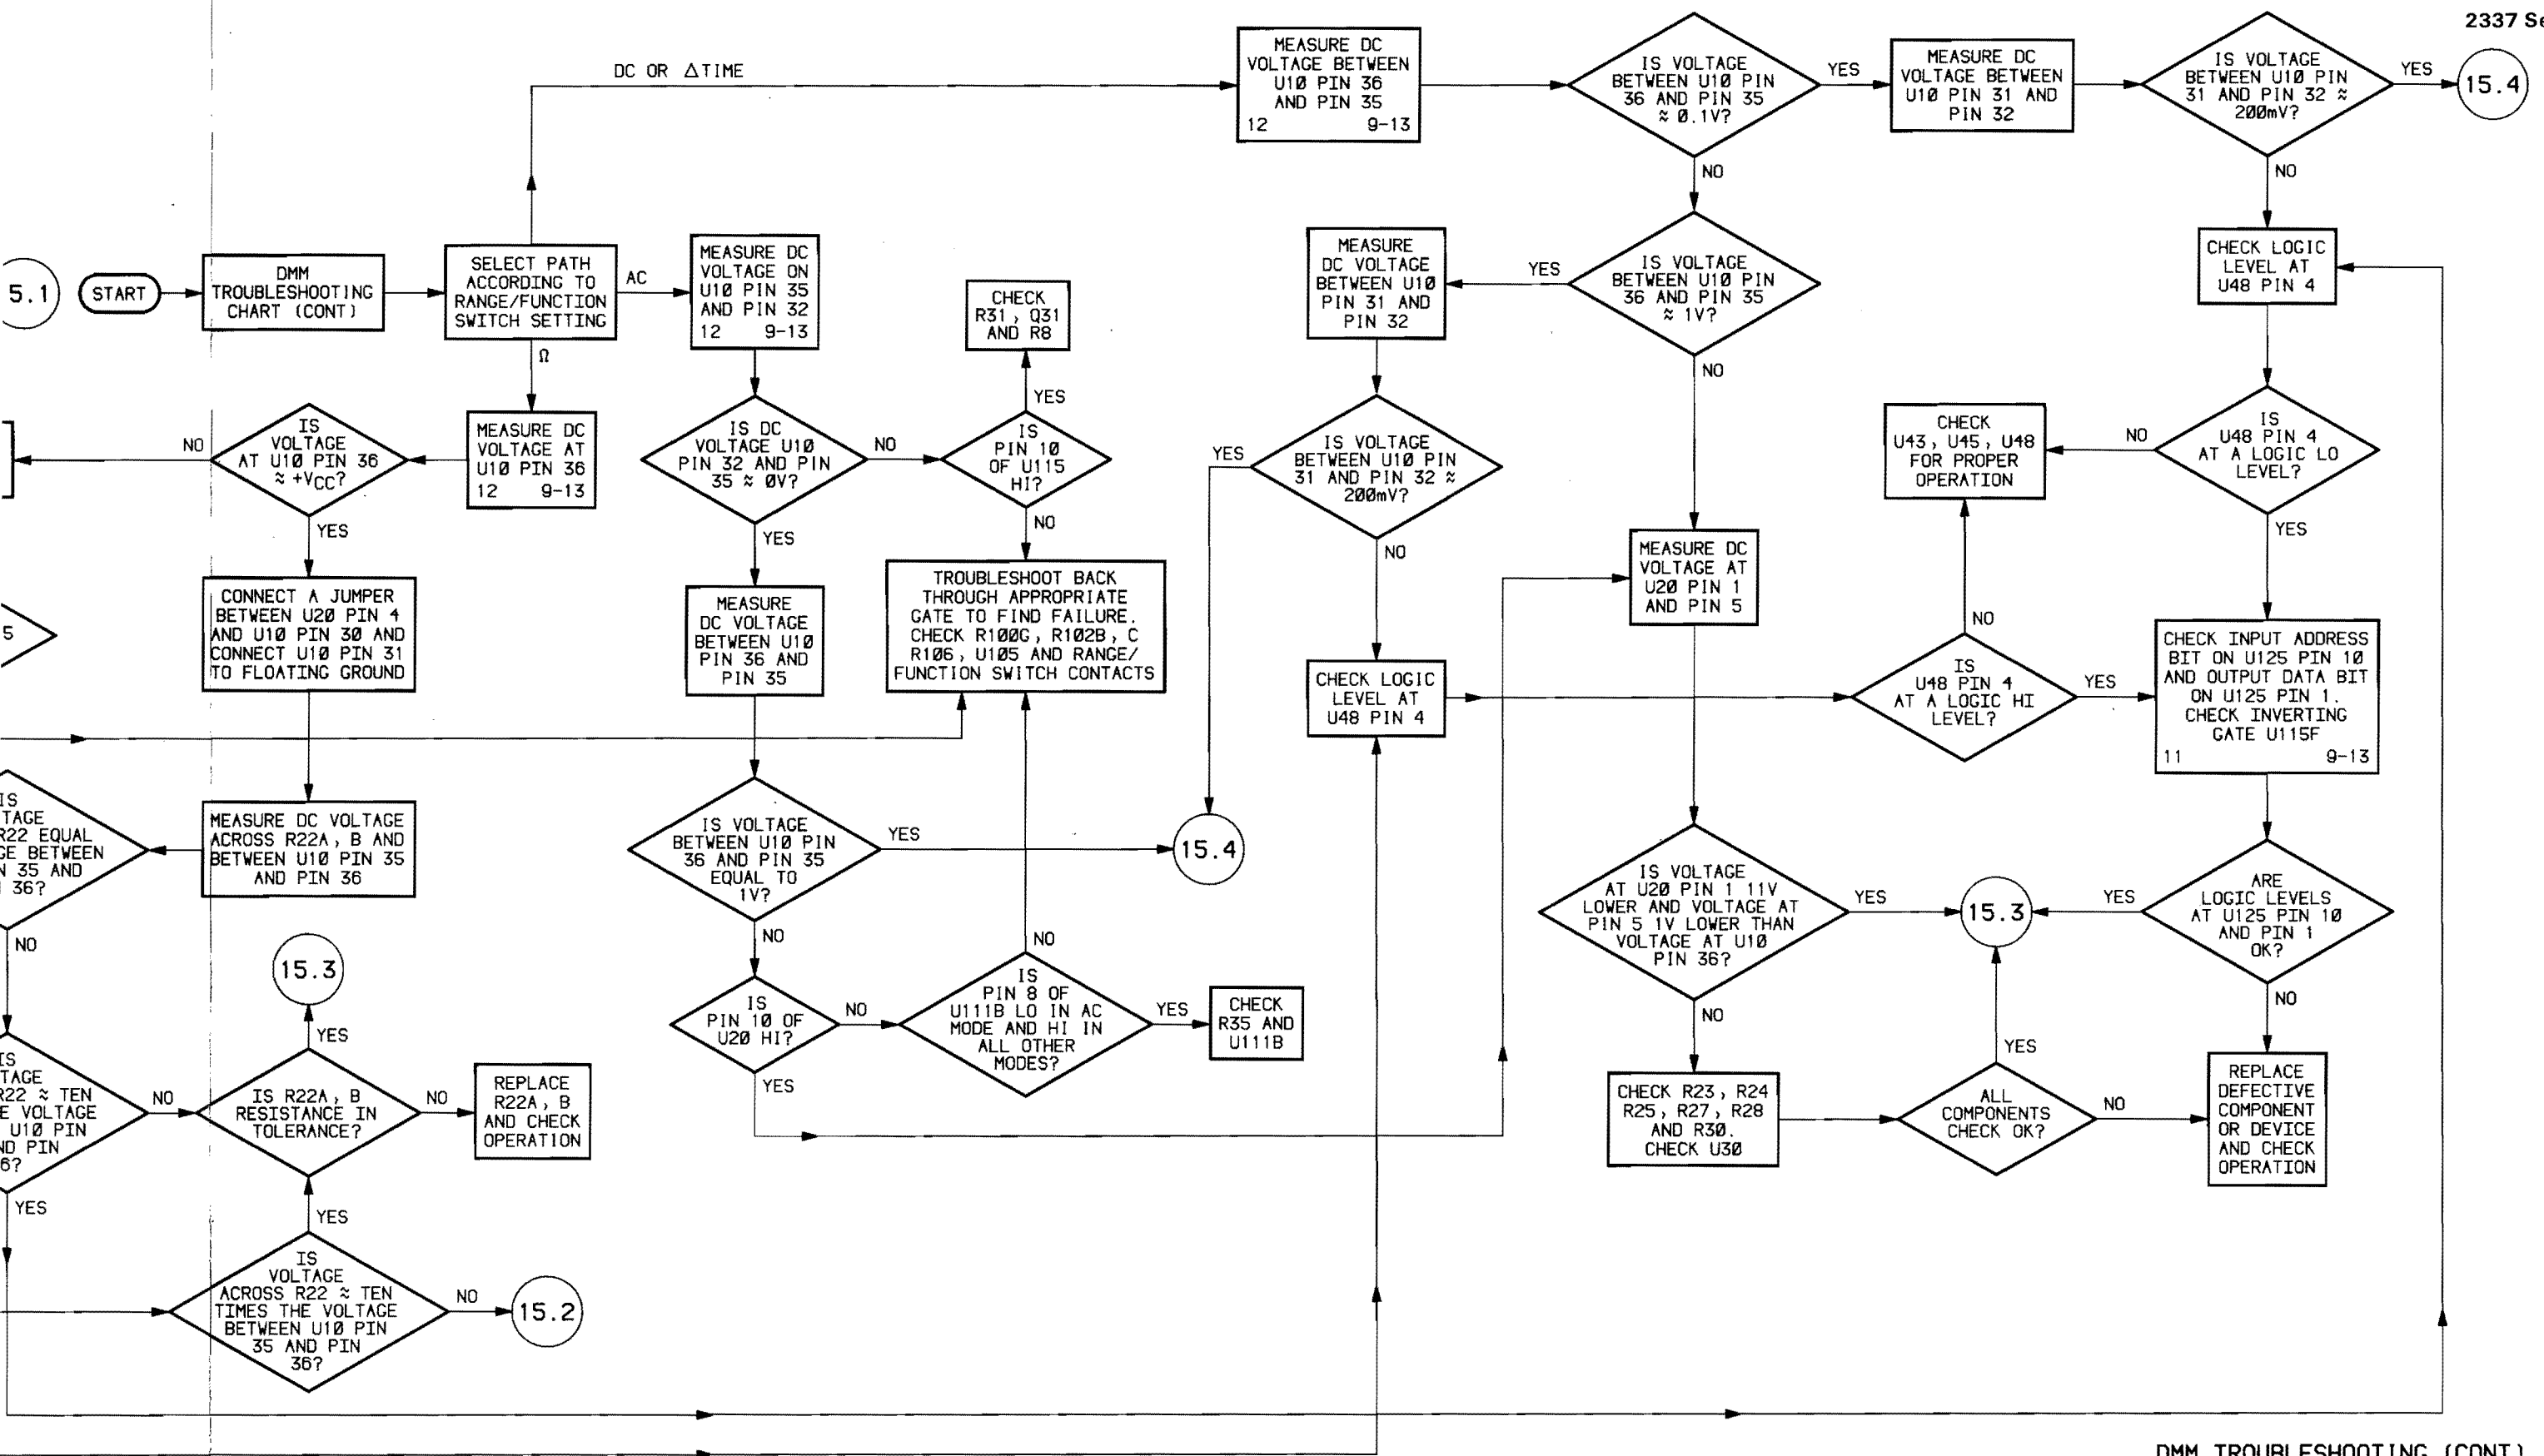 2337 Se
DC OR △TIME
MEASURE DC
VOLTAGE BETWEEN
U10 PIN 36
AND PIN 35
12 9-13
IS VOLTAGE
BETWEEN U10 PIN
36 AND PIN 35
≈ 0.1V?
YES
MEASURE DC
VOLTAGE BETWEEN
U10 PIN 31 AND
PIN 32
IS VOLTAGE
BETWEEN U10 PIN
31 AND PIN 32 ≈
200mV?
YES
15.4
NO
NO
5.1
START
DMM
TROUBLESHOOTING
CHART (CONT)
SELECT PATH
ACCORDING TO
RANGE/FUNCTION
SWITCH SETTING
AC
Ω
MEASURE DC
VOLTAGE ON
U10 PIN 35
AND PIN 32
12 9-13
CHECK
R31, Q31
AND R8
YES
MEASURE
DC VOLTAGE
BETWEEN U10
PIN 31 AND
PIN 32
YES
IS VOLTAGE
BETWEEN U10 PIN
36 AND PIN 35
≈ 1V?
NO
CHECK LOGIC
LEVEL AT
U48 PIN 4
NO
IS
VOLTAGE
AT U10 PIN 36
≈ +VCC?
YES
MEASURE DC
VOLTAGE AT
U10 PIN 36
12 9-13
IS DC
VOLTAGE U10
PIN 32 AND PIN
35 ≈ 0V?
NO
YES
IS
PIN 10
OF U115
HI?
NO
YES
IS VOLTAGE
BETWEEN U10 PIN
31 AND PIN 32 ≈
200mV?
NO
CHECK
U43, U45, U48
FOR PROPER
OPERATION
NO
IS
U48 PIN 4
AT A LOGIC LO
LEVEL?
YES
5
CONNECT A JUMPER
BETWEEN U20 PIN 4
AND U10 PIN 30 AND
CONNECT U10 PIN 31
TO FLOATING GROUND
MEASURE
DC VOLTAGE
BETWEEN U10
PIN 36 AND
PIN 35
TROUBLESHOOT BACK
THROUGH APPROPRIATE
GATE TO FIND FAILURE.
CHECK R100G, R102B, C
R106, U105 AND RANGE/
FUNCTION SWITCH CONTACTS
CHECK LOGIC
LEVEL AT
U48 PIN 4
MEASURE DC
VOLTAGE AT
U20 PIN 1
AND PIN 5
NO
IS
U48 PIN 4
AT A LOGIC HI
LEVEL?
YES
CHECK INPUT ADDRESS
BIT ON U125 PIN 10
AND OUTPUT DATA BIT
ON U125 PIN 1.
CHECK INVERTING
GATE U115F
11 9-13
IS
TAGE
R22 EQUAL
GE BETWEEN
N 35 AND
36?
NO
MEASURE DC VOLTAGE
ACROSS R22A, B AND
BETWEEN U10 PIN 35
AND PIN 36
IS VOLTAGE
BETWEEN U10 PIN
36 AND PIN 35
EQUAL TO
1V?
YES
15.4
NO
IS VOLTAGE
AT U20 PIN 1 11V
LOWER AND VOLTAGE AT
PIN 5 1V LOWER THAN
VOLTAGE AT U10
PIN 36?
YES
15.3
YES
ARE
LOGIC LEVELS
AT U125 PIN 10
AND PIN 1
OK?
NO
NO
15.3
YES
IS
PIN 10 OF
U20 HI?
NO
YES
NO
IS
PIN 8 OF
U111B LO IN AC
MODE AND HI IN
ALL OTHER
MODES?
YES
CHECK
R35 AND
U111B
IS
TAGE
R22 ≈ TEN
E VOLTAGE
U10 PIN
ND PIN
6?
NO
YES
IS R22A, B
RESISTANCE IN
TOLERANCE?
NO
REPLACE
R22A, B
AND CHECK
OPERATION
CHECK R23, R24
R25, R27, R28
AND R30.
CHECK U30
YES
ALL
COMPONENTS
CHECK OK?
NO
REPLACE
DEFECTIVE
COMPONENT
OR DEVICE
AND CHECK
OPERATION
YES
IS
VOLTAGE
ACROSS R22 ≈ TEN
TIMES THE VOLTAGE
BETWEEN U10 PIN
35 AND PIN
36?
NO
15.2
DMM TROUBLESHOOTING (CONT)